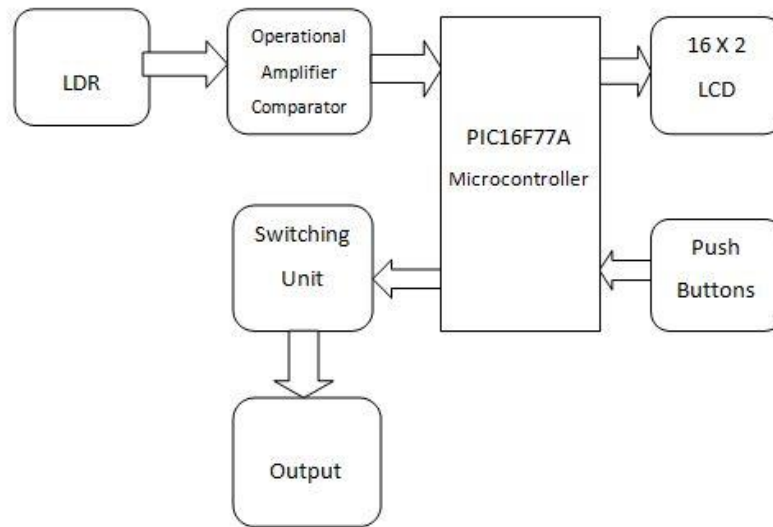 LDR
Operational
Amplifier
Comparator
PIC16F77A
Microcontroller
16 X 2
LCD
Switching
Unit
Push
Buttons
Output